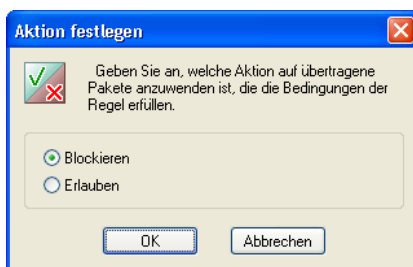 Aktion festlegen
Geben Sie an, welche Aktion auf übertragene
Pakete anzuwenden ist, die die Bedingungen der
Regel erfüllen.
Blockieren
Erlauben
OK
Abbrechen